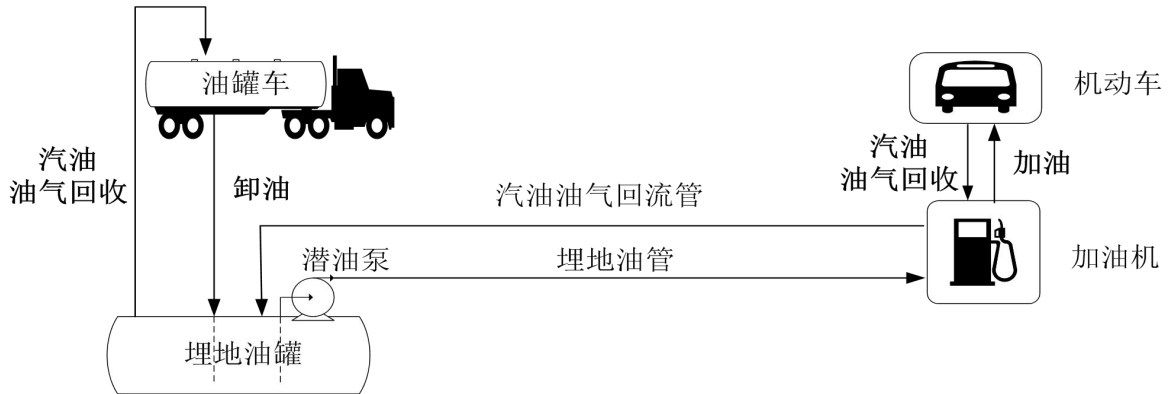 油罐车
机动车
汽油
油气回收
卸油
汽油
油气回收
加油
汽油油气回流管
潜油泵
埋地油管
加油机
埋地油罐